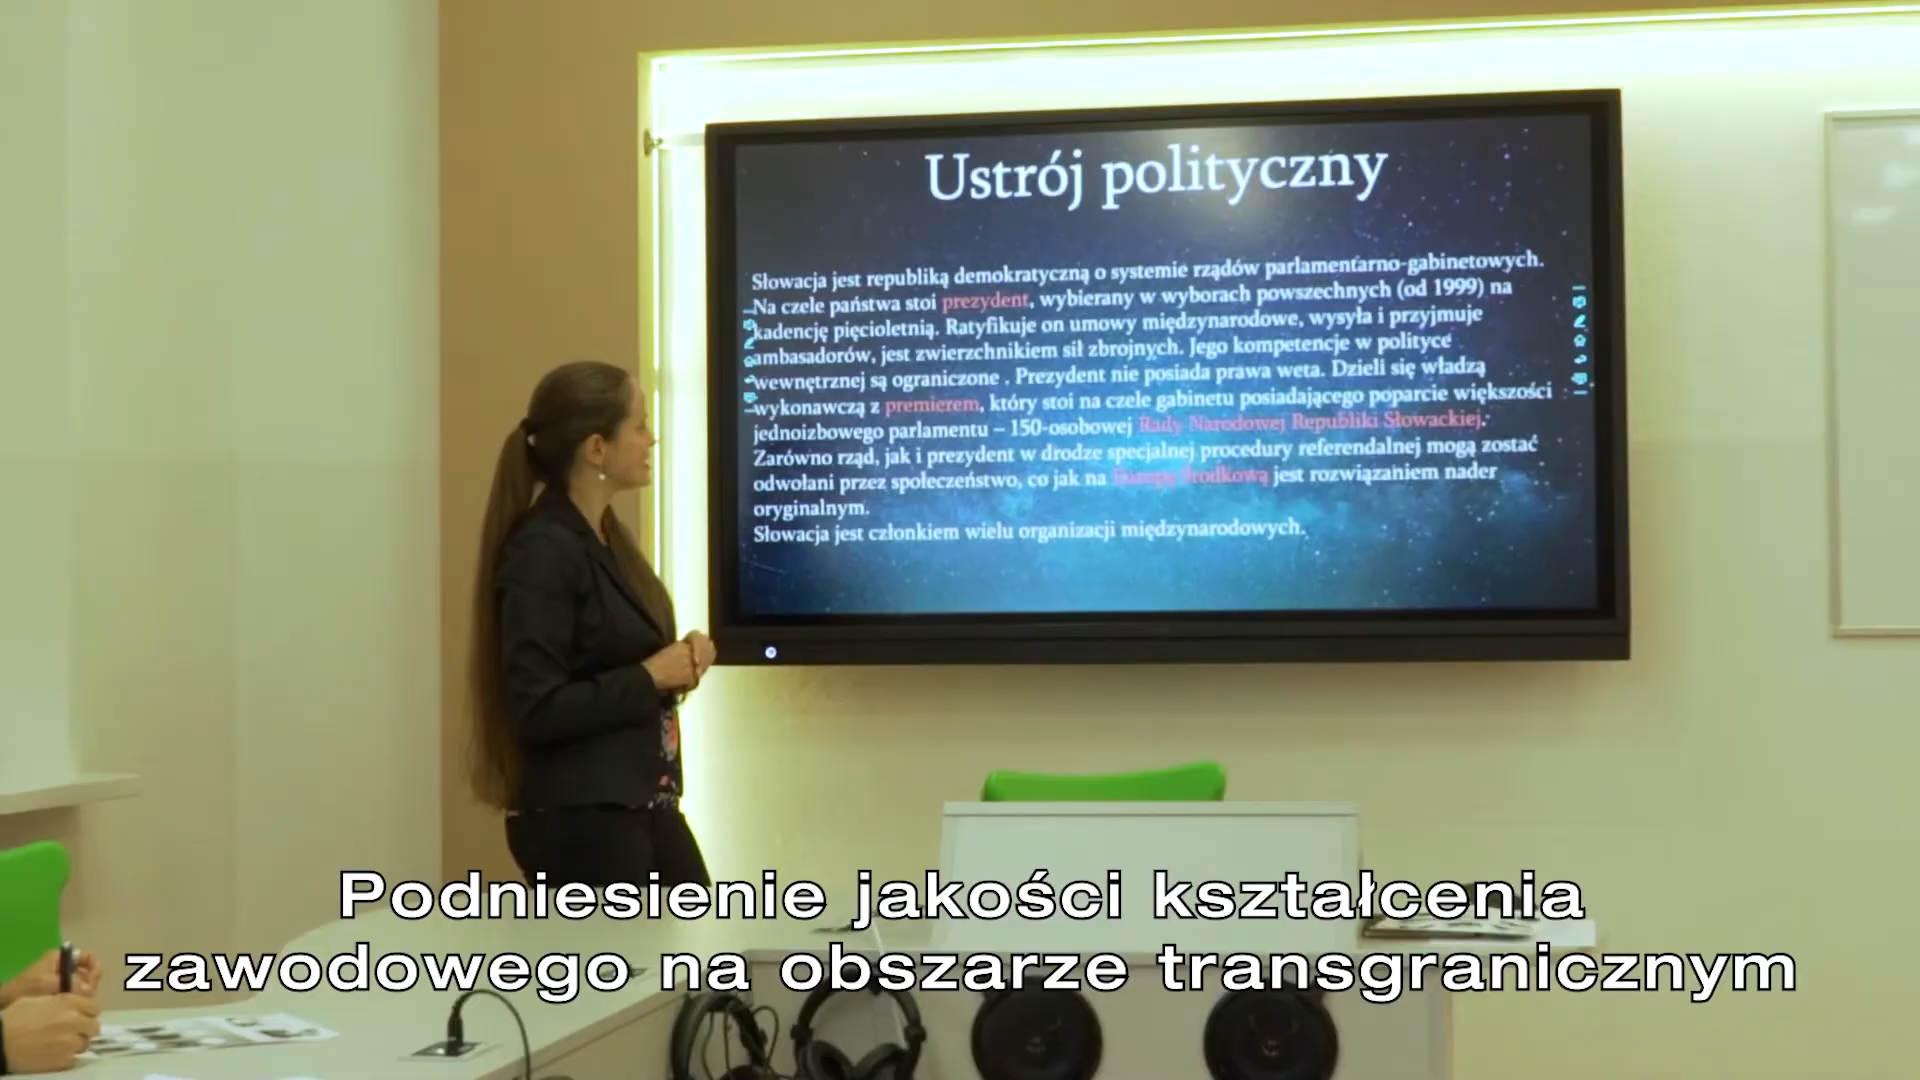 Ustrój polityczny
Słowacja jest republiką demokratyczną o systemie rządów parlamentarno-gabinetowych.
Na czele państwa stoi prezydent, wybierany w wyborach powszechnych (od 1999) na
kadencję pięcioletnią. Ratyfikuje on umowy międzynarodowe, wysyła i przyjmuje
ambasadorów, jest zwierzchnikiem sił zbrojnych. Jego kompetencje w polityce
wewnętrznej są ograniczone . Prezydent nie posiada prawa weta. Dzieli się władzą
wykonawczą z premierem, który stoi na czele gabinetu posiadającego poparcie większości
jednoizbowego parlamentu – 150-osobowej Rady Narodowej Republiki Słowackiej.
Zarówno rząd, jak i prezydent w drodze specjalnej procedury referendalnej mogą zostać
odwołani przez społeczeństwo, co jak na Europę Środkową jest rozwiązaniem nader
oryginalnym.
Słowacja jest członkiem wielu organizacji międzynarodowych.
Podniesienie jakości kształcenia
zawodowego na obszarze transgranicznym